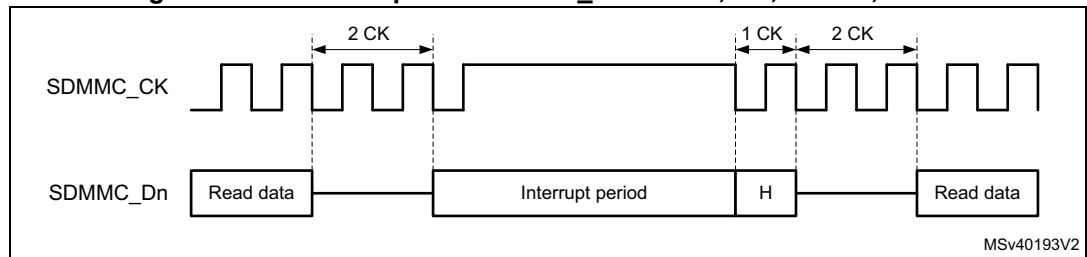 2 CK
1 CK
2 CK
SDMMC_CK
SDMMC_Dn
Read data
Interrupt period
H
Read data
MSv40193V2